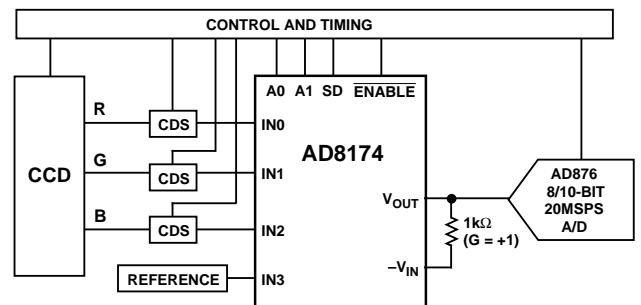 CONTROL AND TIMING
A0 A1 SD ENABLE
R
CDS
IN0
AD8174
G
CDS
IN1
CCD
B
CDS
IN2
REFERENCE
IN3
VOUT
1kΩ
(G = +1)
–VIN
AD876
8/10-BIT
20MSPS
A/D